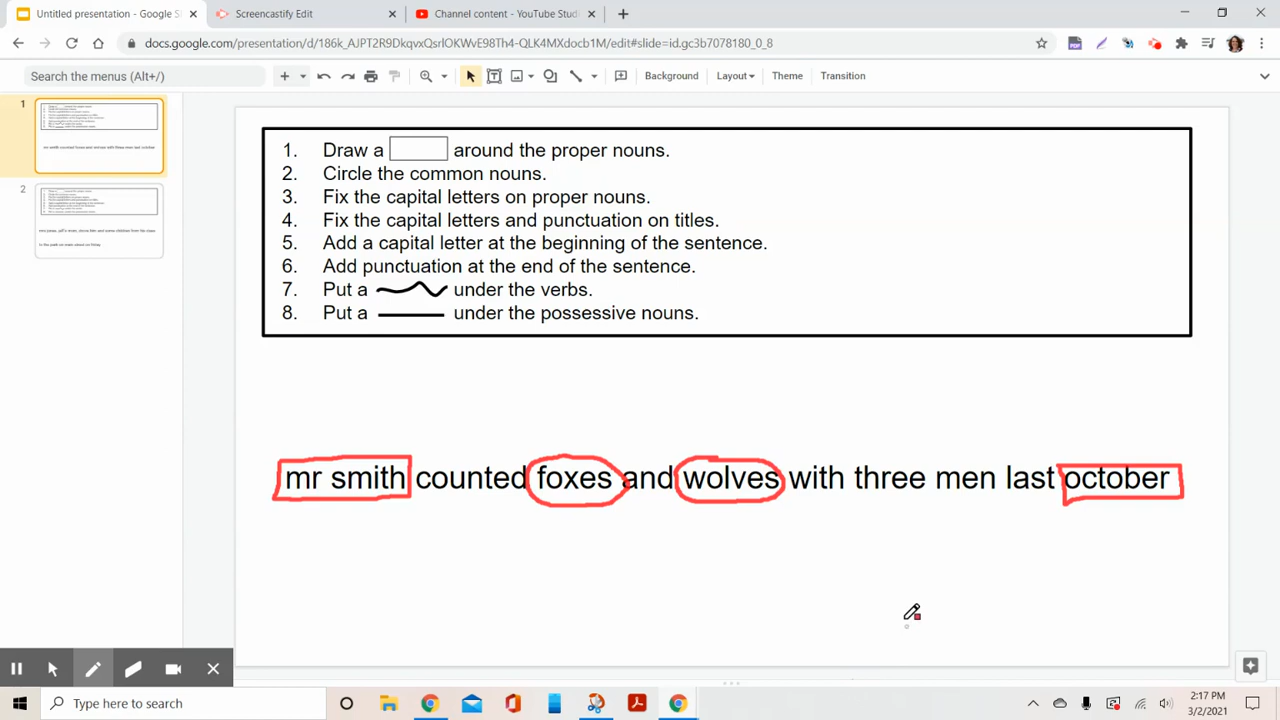 Untitled presentation - Google S
Screencastify Edit
Channel content - YouTube Stud
docs.google.com/presentation/d/186k_AJPT2R9DkqvxQsrlOKWvE98Th4-QLK4MXdocb1M/edit#slide=id.gc3b7078180_0_8
Search the menus (Alt+/)
Background
Layout
Theme
Transition
1
2
1. Draw a around the proper nouns.
2. Circle the common nouns.
3. Fix the capital letters on proper nouns.
4. Fix the capital letters and punctuation on titles.
5. Add a capital letter at the beginning of the sentence.
6. Add punctuation at the end of the sentence.
7. Put a under the verbs.
8. Put a under the possessive nouns.
mr smith counted foxes and wolves with three men last october
Type here to search
2:17 PM
3/2/2021